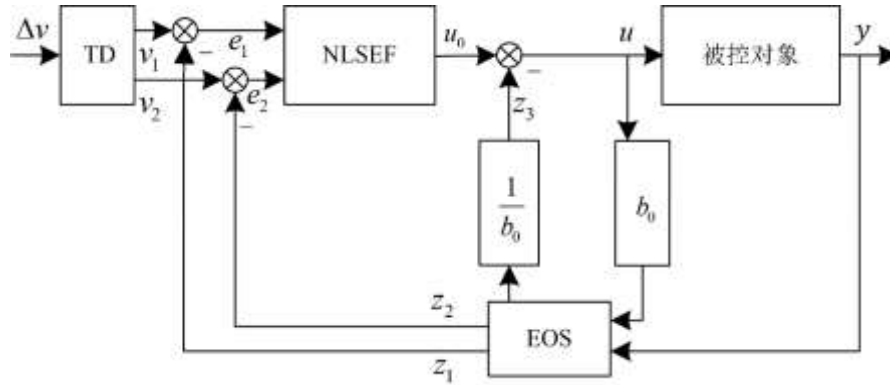 Δv
TD
v₁
v₂
−
e₁
e₂
−
NLSEF
u₀
−
u
被控对象
y
z₃
1
b₀
b₀
z₂
EOS
z₁